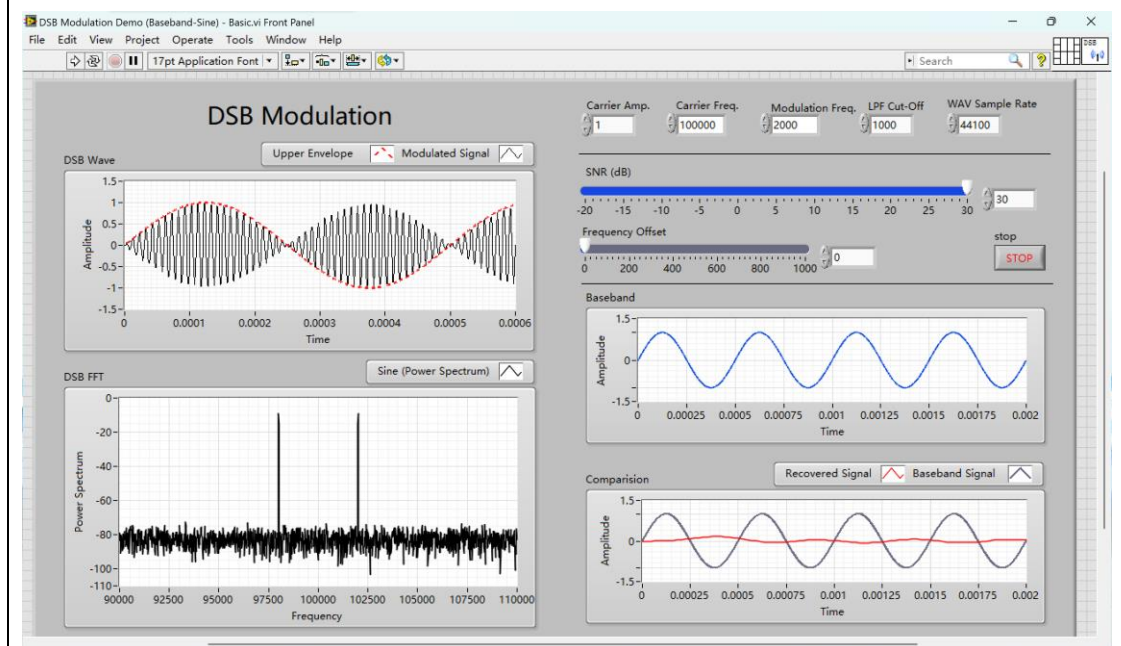 DSB Modulation Demo (Baseband-Sine) - Basic.vi Front Panel
File Edit View Project Operate Tools Window Help
17pt Application Font
Search
DSB
DSB Modulation
Carrier Amp. Carrier Freq. Modulation Freq. LPF Cut-Off WAV Sample Rate
1 100000 2000 1000 44100
DSB Wave
Upper Envelope Modulated Signal
1.5
1
0.5
0
-0.5
-1
-1.5
Amplitude
0 0.0001 0.0002 0.0003 0.0004 0.0005 0.0006
Time
SNR (dB)
-20 -15 -10 -5 0 5 10 15 20 25 30
30
Frequency Offset
0 200 400 600 800 1000
0
stop
STOP
Baseband
1.5
0
-1.5
Amplitude
0 0.00025 0.0005 0.00075 0.001 0.00125 0.0015 0.00175 0.002
Time
DSB FFT
Sine (Power Spectrum)
0
-20
-40
-60
-80
-100
-110
Power Spectrum
90000 92500 95000 97500 100000 102500 105000 107500 110000
Frequency
Comparision
Recovered Signal Baseband Signal
1.5
0
-1.5
Amplitude
0 0.00025 0.0005 0.00075 0.001 0.00125 0.0015 0.00175 0.002
Time